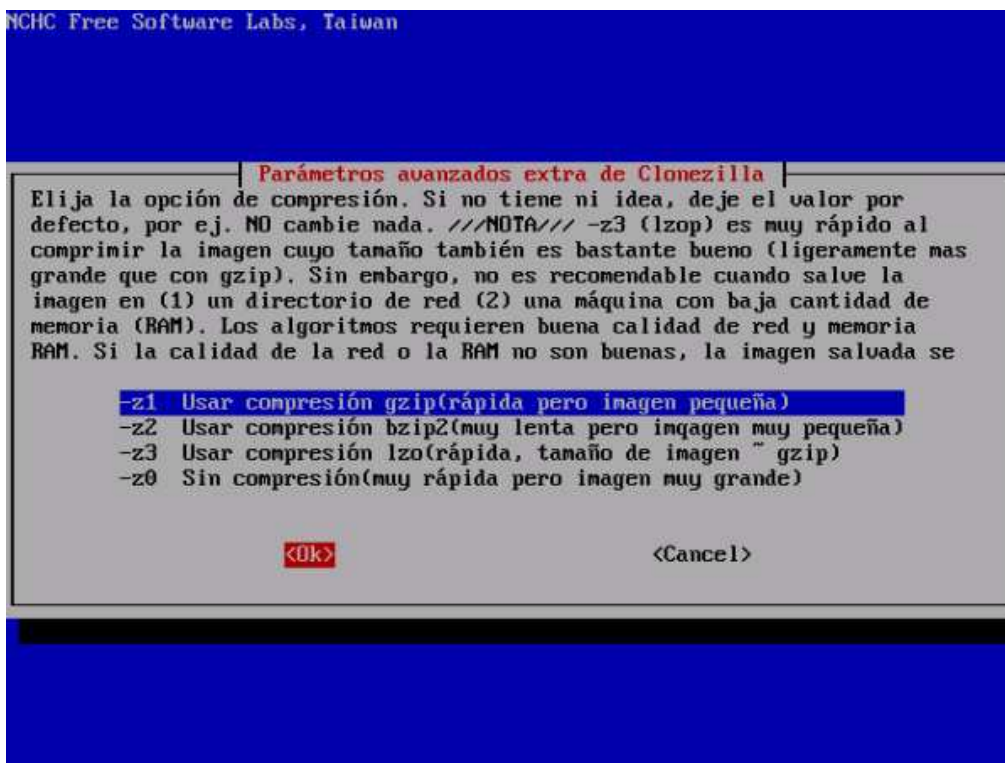 NCHC Free Software Labs, Taiwan
Parámetros avanzados extra de Clonezilla
Elija la opción de compresión. Si no tiene ni idea, deje el valor por
defecto, por ej. NO cambie nada. ///NOTA/// -z3 (lzop) es muy rápido al
comprimir la imagen cuyo tamaño también es bastante bueno (ligeramente mas
grande que con gzip). Sin embargo, no es recomendable cuando salve la
imagen en (1) un directorio de red (2) una máquina con baja cantidad de
memoria (RAM). Los algoritmos requieren buena calidad de red y memoria
RAM. Si la calidad de la red o la RAM no son buenas, la imagen salvada se
-z1 Usar compresión gzip(rápida pero imagen pequeña)
-z2 Usar compresión bzip2(muy lenta pero imqagen muy pequeña)
-z3 Usar compresión lzo(rápida, tamaño de imagen ~ gzip)
-z0 Sin compresión(muy rápida pero imagen muy grande)
<Ok> <Cancel>